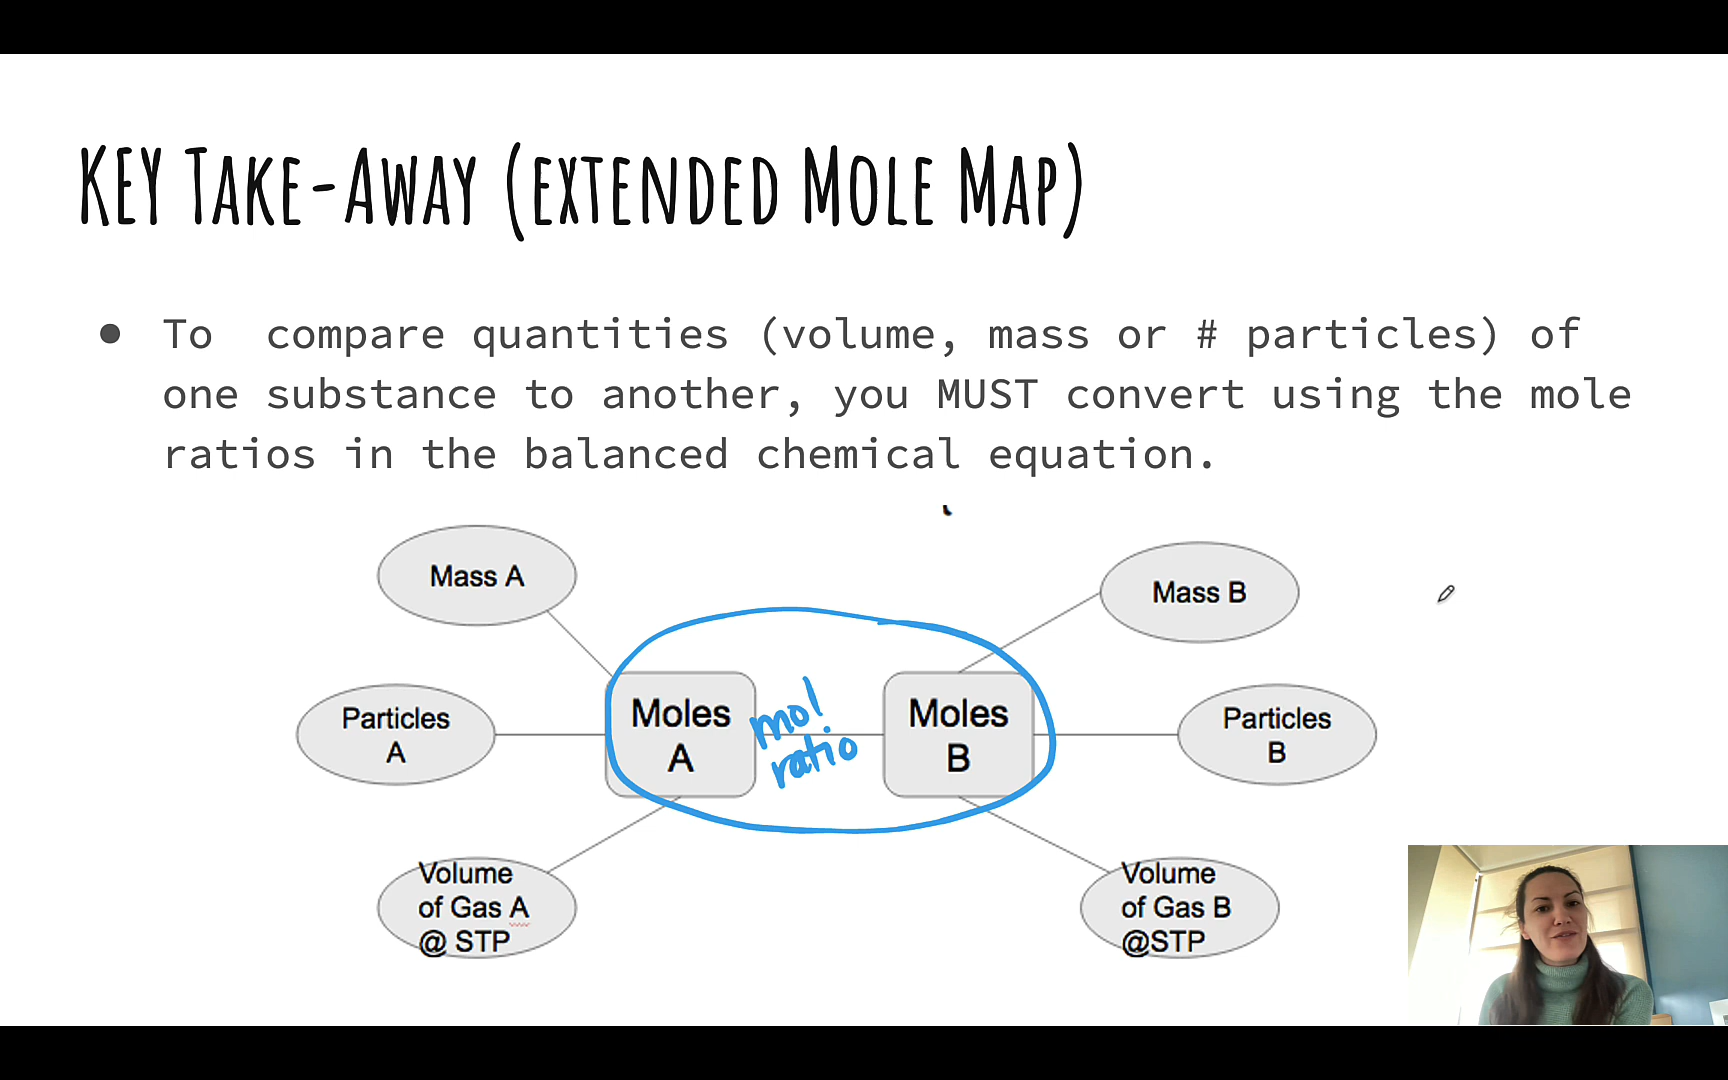 KEY TAKE-AWAY (EXTENDED MOLE MAP)
● To compare quantities (volume, mass or # particles) of
one substance to another, you MUST convert using the mole
ratios in the balanced chemical equation.
Mass A
Mass B
Particles
A
Moles
A
mol
ratio
Moles
B
Particles
B
Volume
of Gas A
@ STP
Volume
of Gas B
@STP